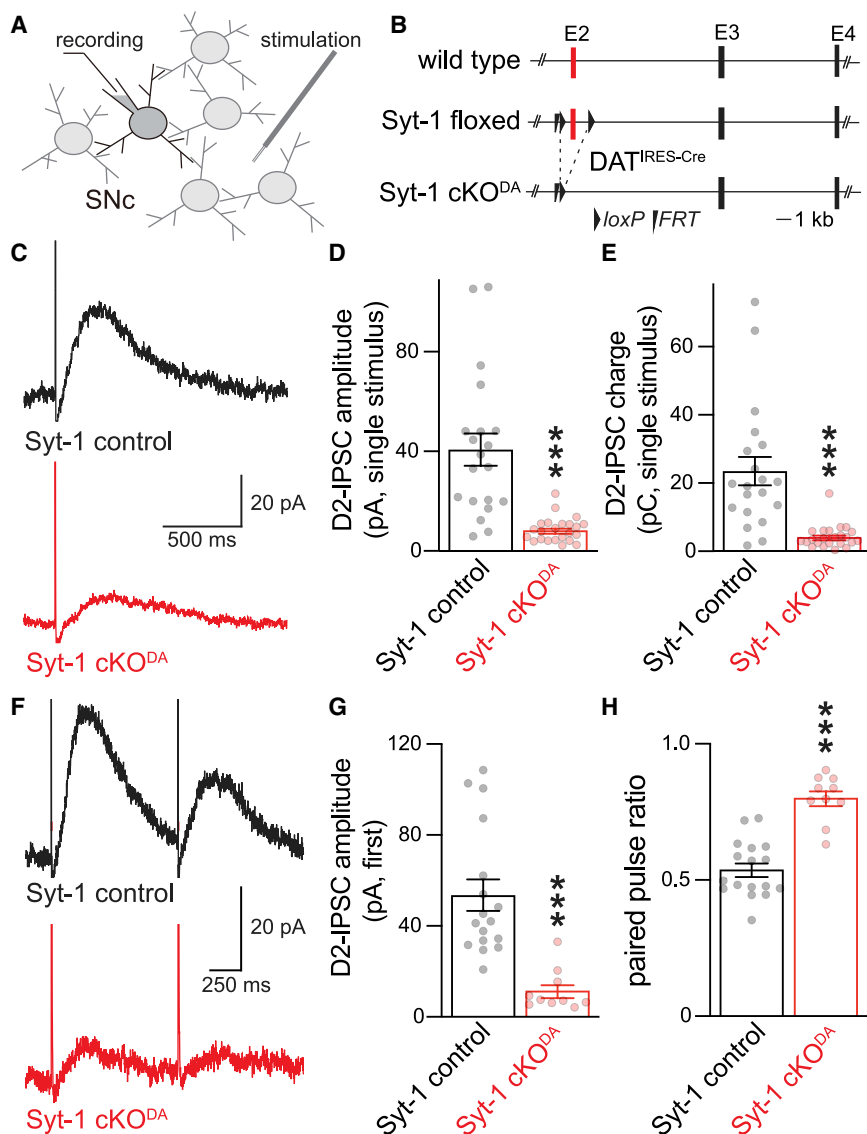 A
recording
stimulation
SNc
B
E2
E3
E4
wild type
Syt-1 floxed
DAT^IRES-Cre
Syt-1 cKO^DA
loxP
FRT
1 kb
C
Syt-1 control
20 pA
500 ms
Syt-1 cKO^DA
D
D2-IPSC amplitude
(pA, single stimulus)
80
40
0
***
Syt-1 control
Syt-1 cKO^DA
E
D2-IPSC charge
(pC, single stimulus)
60
40
20
0
***
Syt-1 control
Syt-1 cKO^DA
F
Syt-1 control
20 pA
250 ms
Syt-1 cKO^DA
G
D2-IPSC amplitude
(pA, first)
120
80
40
0
***
Syt-1 control
Syt-1 cKO^DA
H
paired pulse ratio
1.0
0.5
0
***
Syt-1 control
Syt-1 cKO^DA